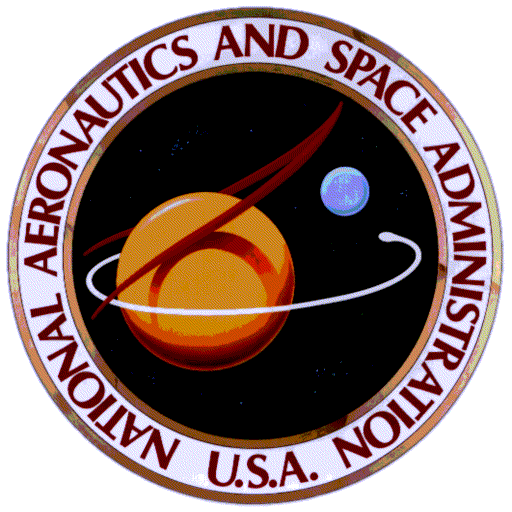 NATIONAL AERONAUTICS AND SPACE ADMINISTRATION
U.S.A.